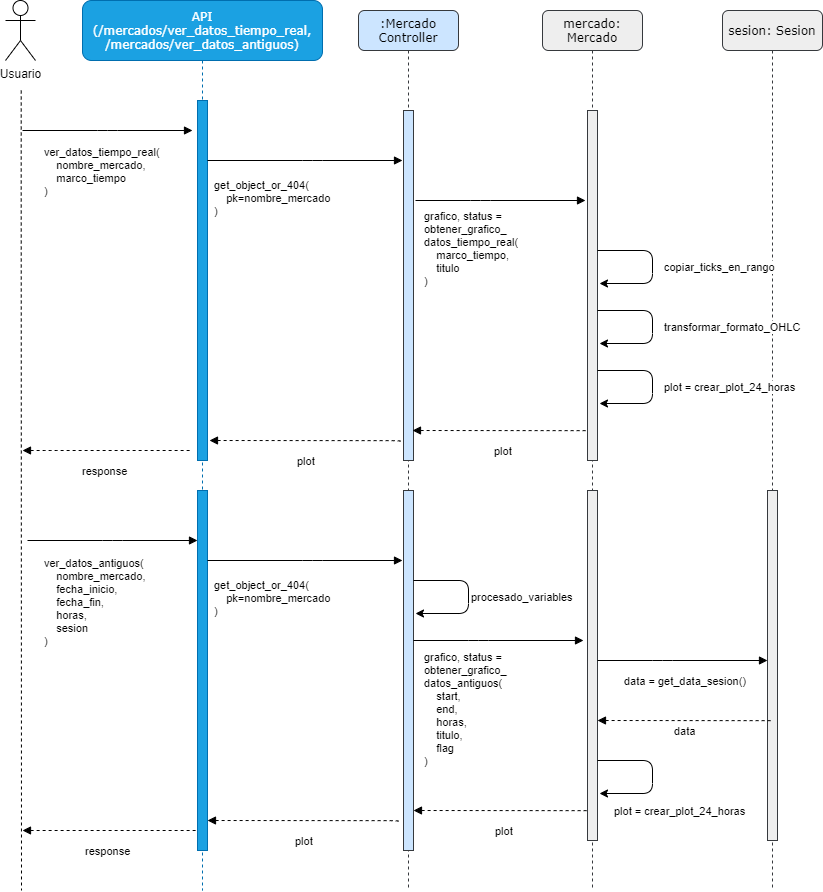 API
(/mercados/ver_datos_tiempo_real,
/mercados/ver_datos_antiguos)
:Mercado
Controller
mercado:
Mercado
sesion: Sesion
Usuario
ver_datos_tiempo_real(
nombre_mercado,
marco_tiempo
)
get_object_or_404(
pk=nombre_mercado
)
grafico, status =
obtener_grafico_
datos_tiempo_real(
marco_tiempo,
titulo
)
copiar_ticks_en_rango
transformar_formato_OHLC
plot = crear_plot_24_horas
plot
plot
response
ver_datos_antiguos(
nombre_mercado,
fecha_inicio,
fecha_fin,
horas,
sesion
)
get_object_or_404(
pk=nombre_mercado
)
procesado_variables
grafico, status =
obtener_grafico_
datos_antiguos(
start,
end,
horas,
titulo,
flag
)
data = get_data_sesion()
data
plot = crear_plot_24_horas
plot
plot
response